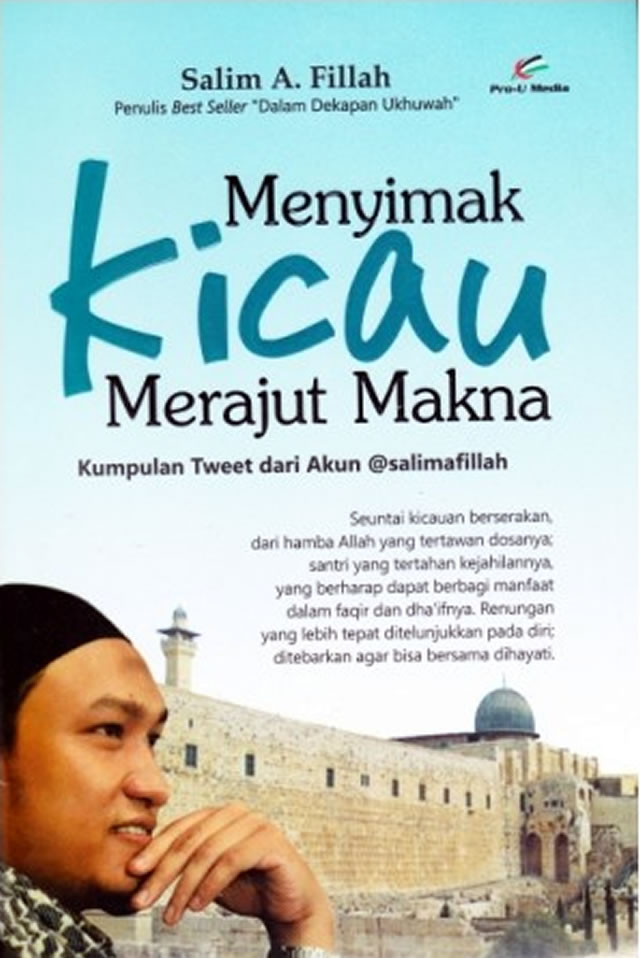 Salim A. Fillah
Penulis Best Seller "Dalam Dekapan Ukhuwah"
Pro-U Media
Menyimak
Kicau
Merajut Makna
Kumpulan Tweet dari Akun @salimafillah
Seuntai kicauan berserakan,
dari hamba Allah yang tertawan dosanya;
santri yang tertahan kejahilannya,
yang berharap dapat berbagi manfaat
dalam faqir dan dha'ifnya. Renungan
yang lebih tepat ditelunjukkan pada diri;
ditebarkan agar bisa bersama dihayati.